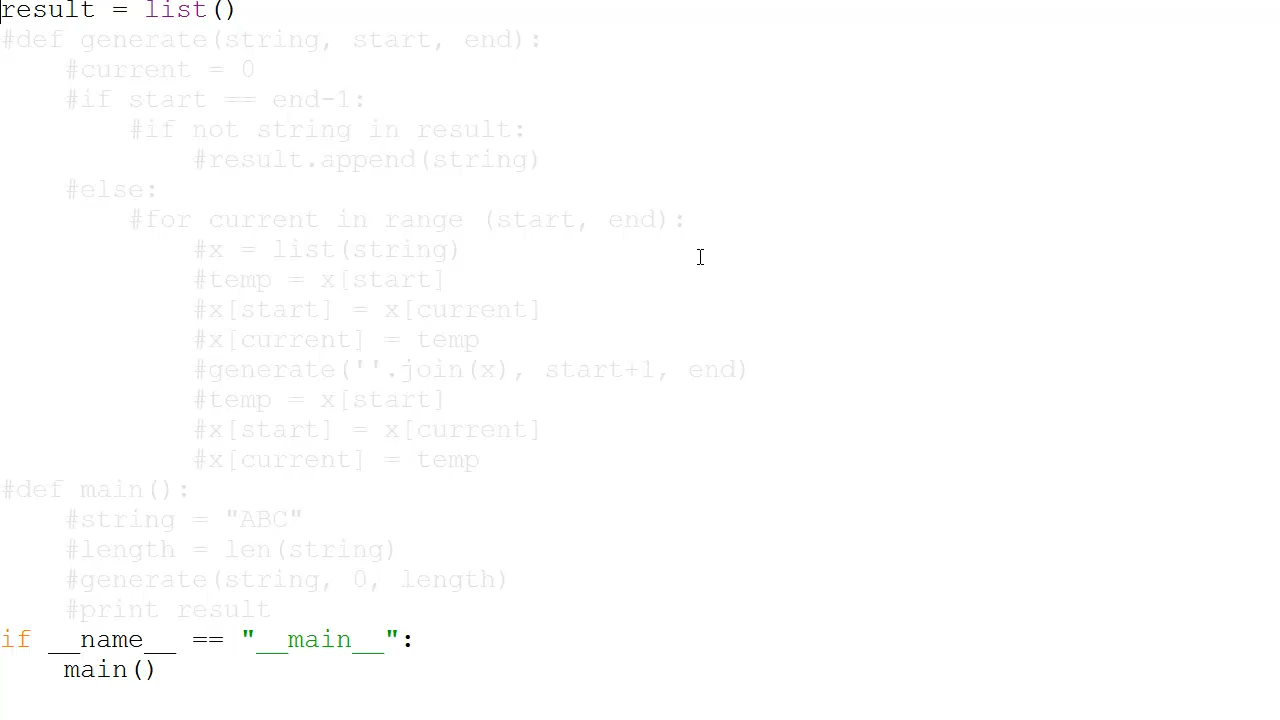 result = list()
#def generate(string, start, end):
    #current = 0
    #if start == end-1:
        #if not string in result:
            #result.append(string)
    #else:
        #for current in range (start, end):
            #x = list(string)
            #temp = x[start]
            #x[start] = x[current]
            #x[current] = temp
            #generate(''.join(x), start+1, end)
            #temp = x[start]
            #x[start] = x[current]
            #x[current] = temp
#def main():
    #string = "ABC"
    #length = len(string)
    #generate(string, 0, length)
    #print result
if __name__ == "__main__":
    main()